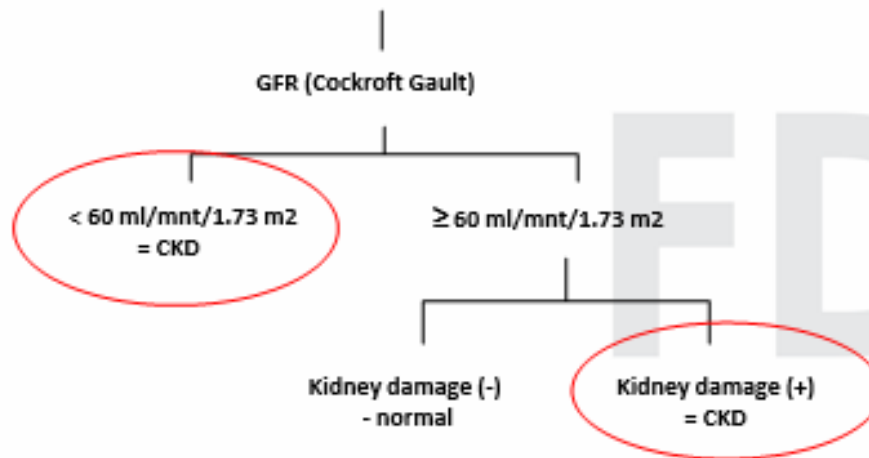 GFR (Cockroft Gault)
< 60 ml/mnt/1.73 m2
= CKD
≥ 60 ml/mnt/1.73 m2
Kidney damage (-)
- normal
Kidney damage (+)
= CKD
FD